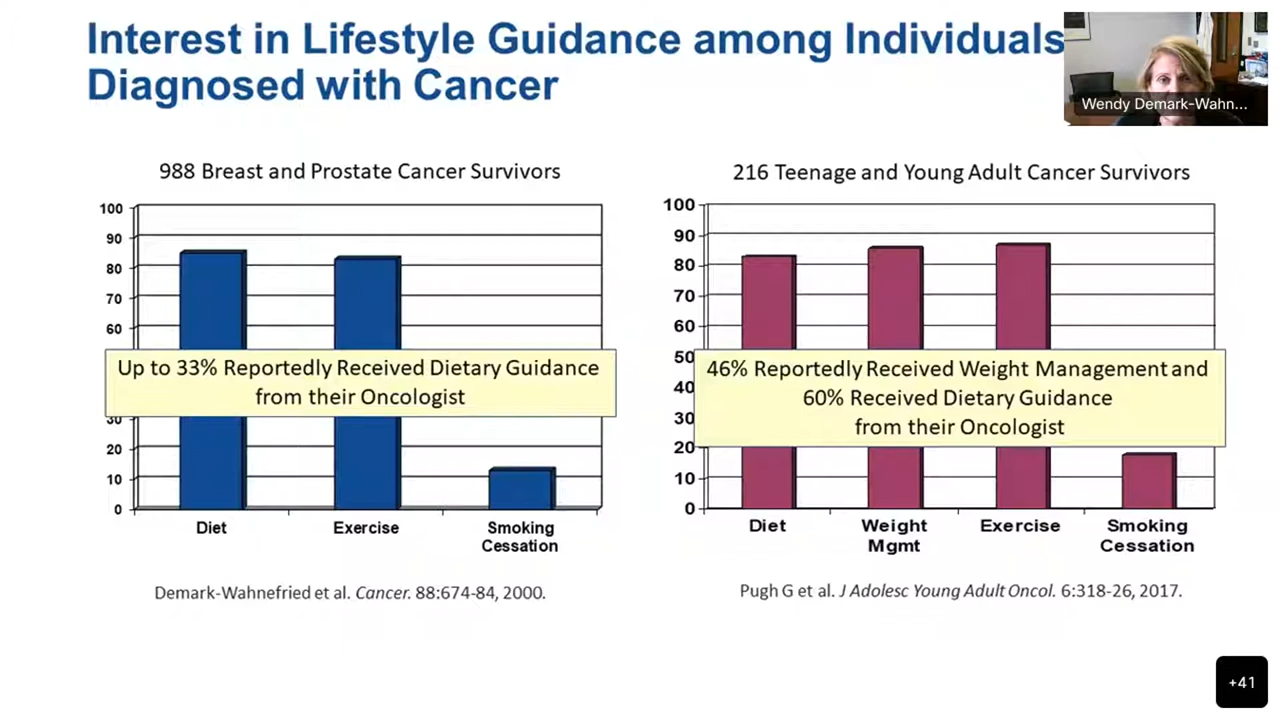 Interest in Lifestyle Guidance among Individuals
Diagnosed with Cancer
Wendy Demark-Wahn...
988 Breast and Prostate Cancer Survivors
100
90
80
70
60
30
20
10
0
Up to 33% Reportedly Received Dietary Guidance
from their Oncologist
Diet
Exercise
Smoking
Cessation
Demark-Wahnefried et al. Cancer. 88:674-84, 2000.
216 Teenage and Young Adult Cancer Survivors
100
90
80
70
60
50
40
30
20
10
0
46% Reportedly Received Weight Management and
60% Received Dietary Guidance
from their Oncologist
Diet
Weight
Mgmt
Exercise
Smoking
Cessation
Pugh G et al. J Adolesc Young Adult Oncol. 6:318-26, 2017.
+41